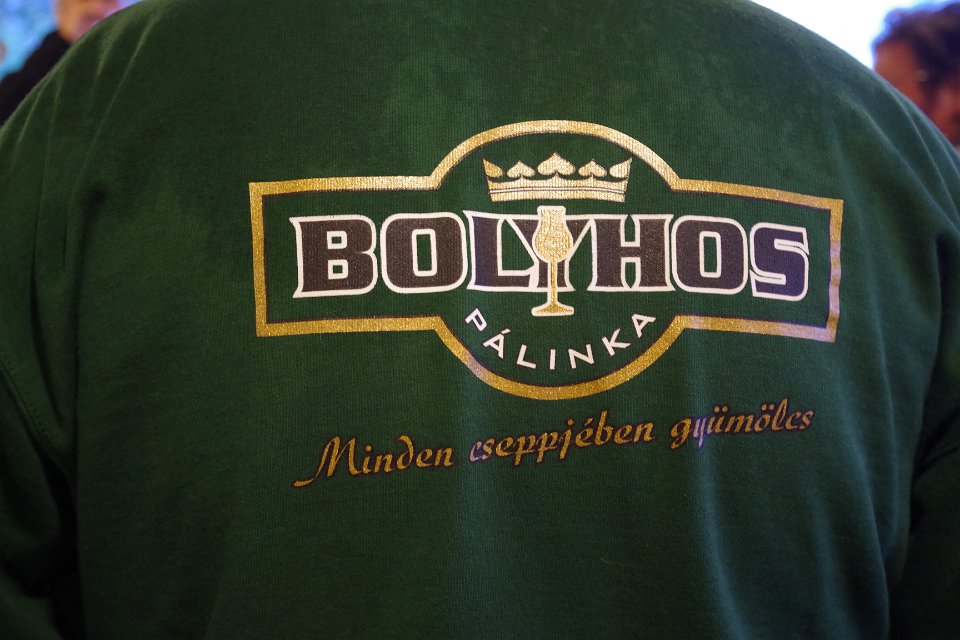 BOLYHOS
PÁLINKA
Minden cseppjében gyümölcs